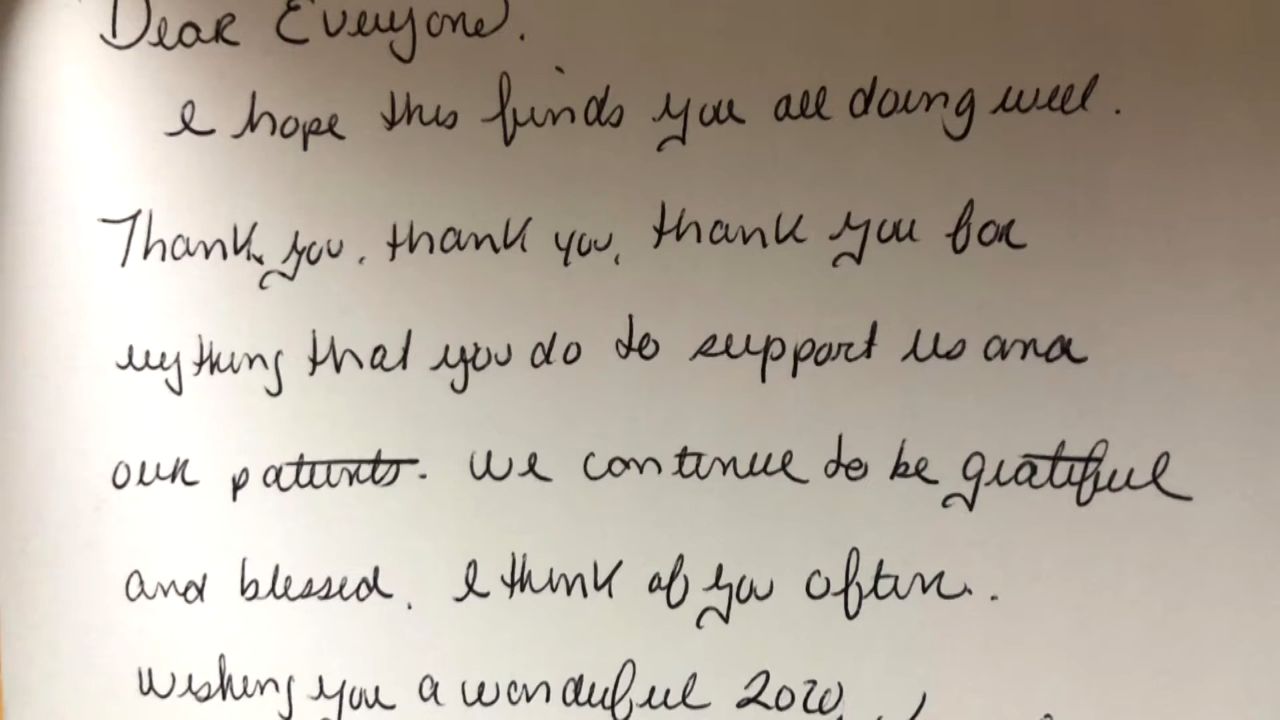 Dear Everyone.
I hope this finds you all doing well.
Thank you, thank you, thank you for
anything that you do to support us and
our patients. We continue to be grateful
and blessed. I think of you often.
Wishing you a wonderful 2020